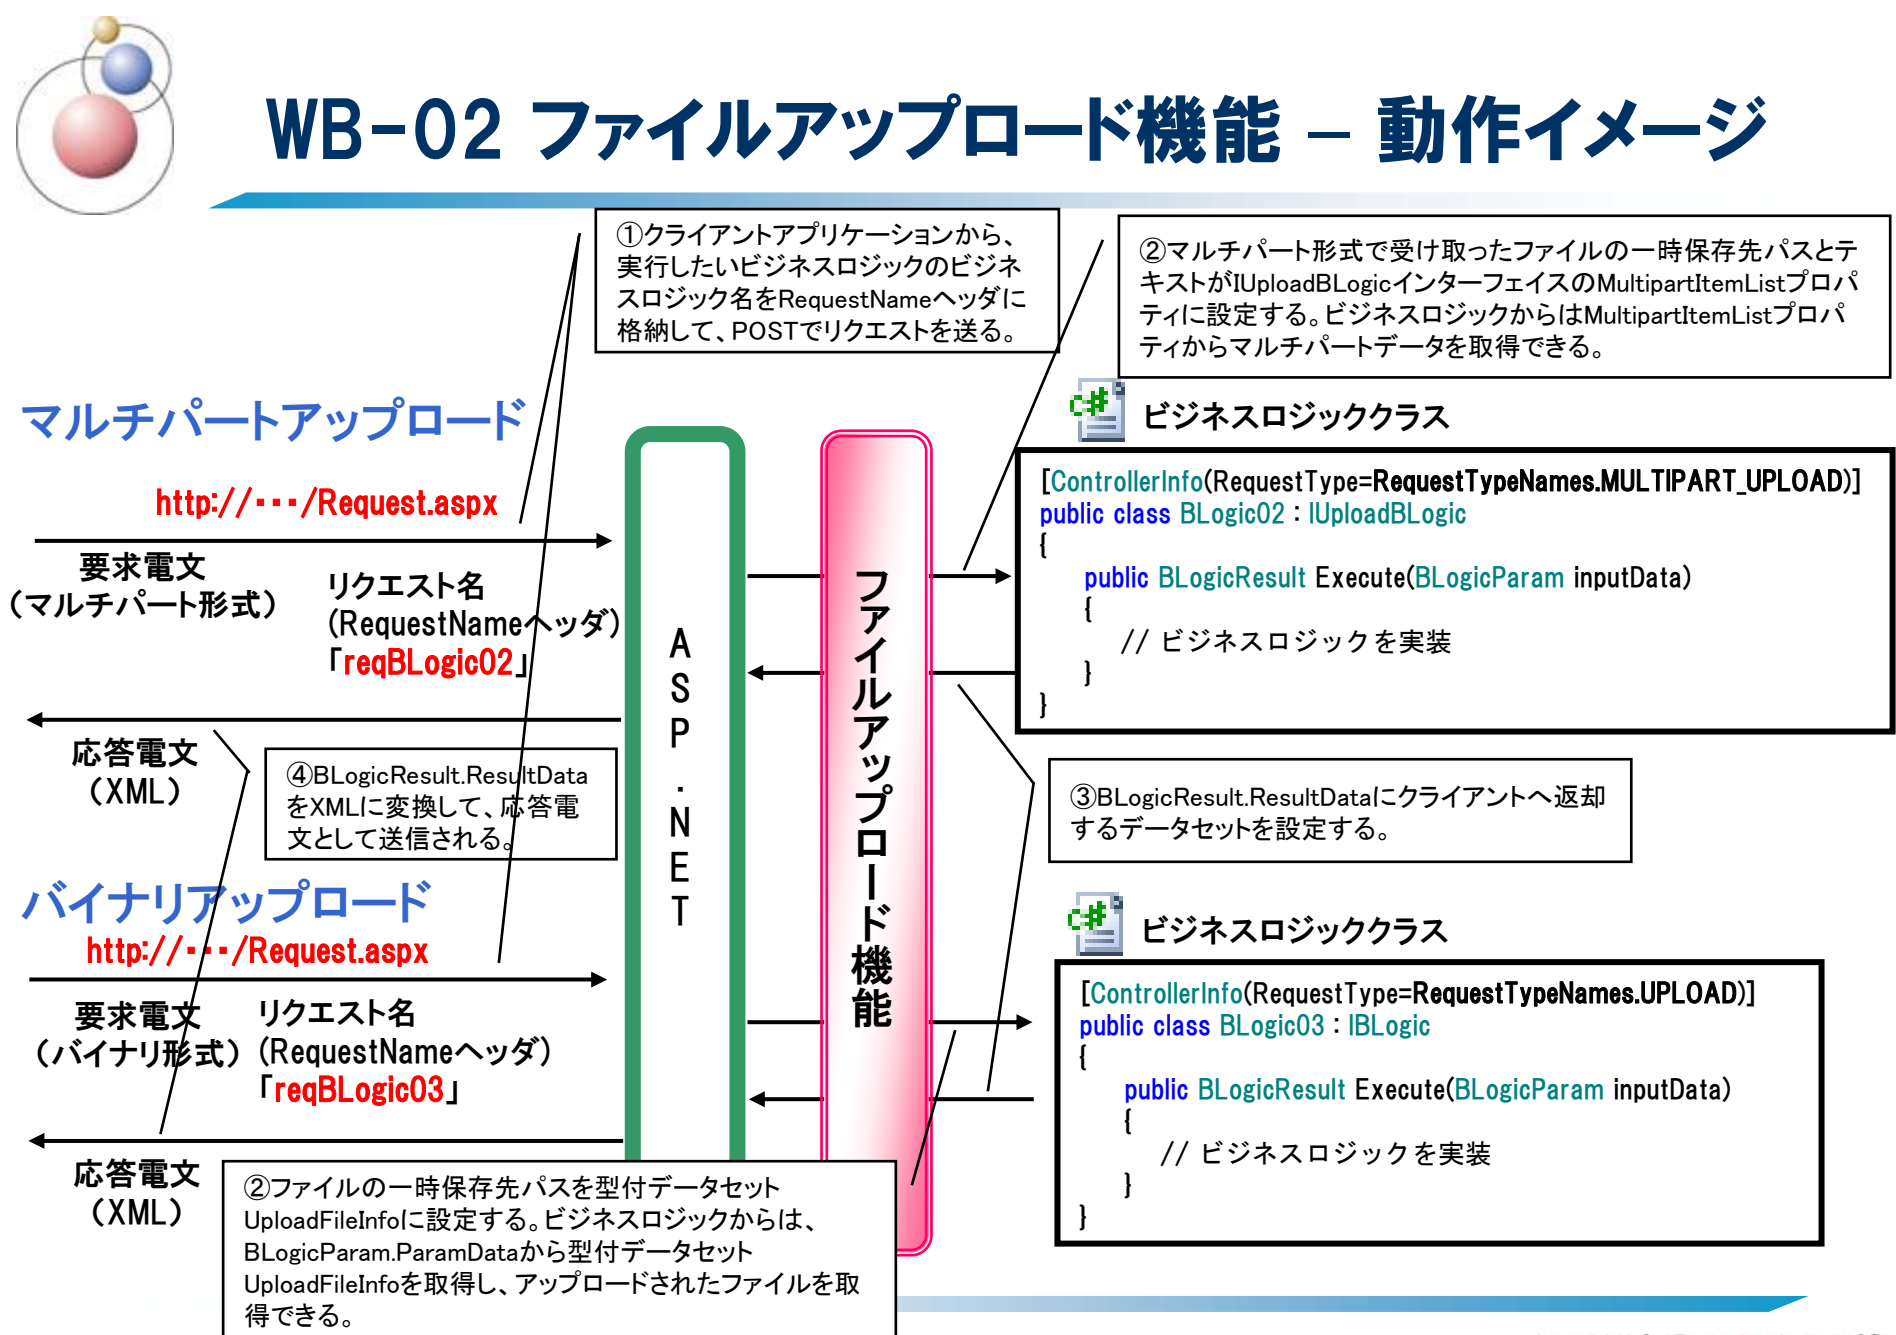 WB-02 ファイルアップロード機能 – 動作イメージ
①クライアントアプリケーションから、
実行したいビジネスロジックのビジネ
スロジック名をRequestNameヘッダに
格納して、POSTでリクエストを送る。
②マルチパート形式で受け取ったファイルの一時保存先パスとテ
キストがIUploadBLogicインターフェイスのMultipartItemListプロパ
ティに設定する。ビジネスロジックからはMultipartItemListプロパ
ティからマルチパートデータを取得できる。
マルチパートアップロード
http://・・・/Request.aspx
要求電文
（マルチパート形式）
リクエスト名
(RequestNameヘッダ)
「reqBLogic02」
応答電文
（XML）
④BLogicResult.ResultData
をXMLに変換して、応答電
文として送信される。
ASP.NET
ファイルアップロード機能
ビジネスロジッククラス
[ControllerInfo(RequestType=RequestTypeNames.MULTIPART_UPLOAD)]
public class BLogic02 : IUploadBLogic
{
public BLogicResult Execute(BLogicParam inputData)
{
// ビジネスロジックを実装
}
}
③BLogicResult.ResultDataにクライアントへ返却
するデータセットを設定する。
バイナリアップロード
http://・・・/Request.aspx
要求電文
（バイナリ形式）
リクエスト名
(RequestNameヘッダ)
「reqBLogic03」
応答電文
（XML）
②ファイルの一時保存先パスを型付データセット
UploadFileInfoに設定する。ビジネスロジックからは、
BLogicParam.ParamDataから型付データセット
UploadFileInfoを取得し、アップロードされたファイルを取
得できる。
ビジネスロジッククラス
[ControllerInfo(RequestType=RequestTypeNames.UPLOAD)]
public class BLogic03 : IBLogic
{
public BLogicResult Execute(BLogicParam inputData)
{
// ビジネスロジックを実装
}
}